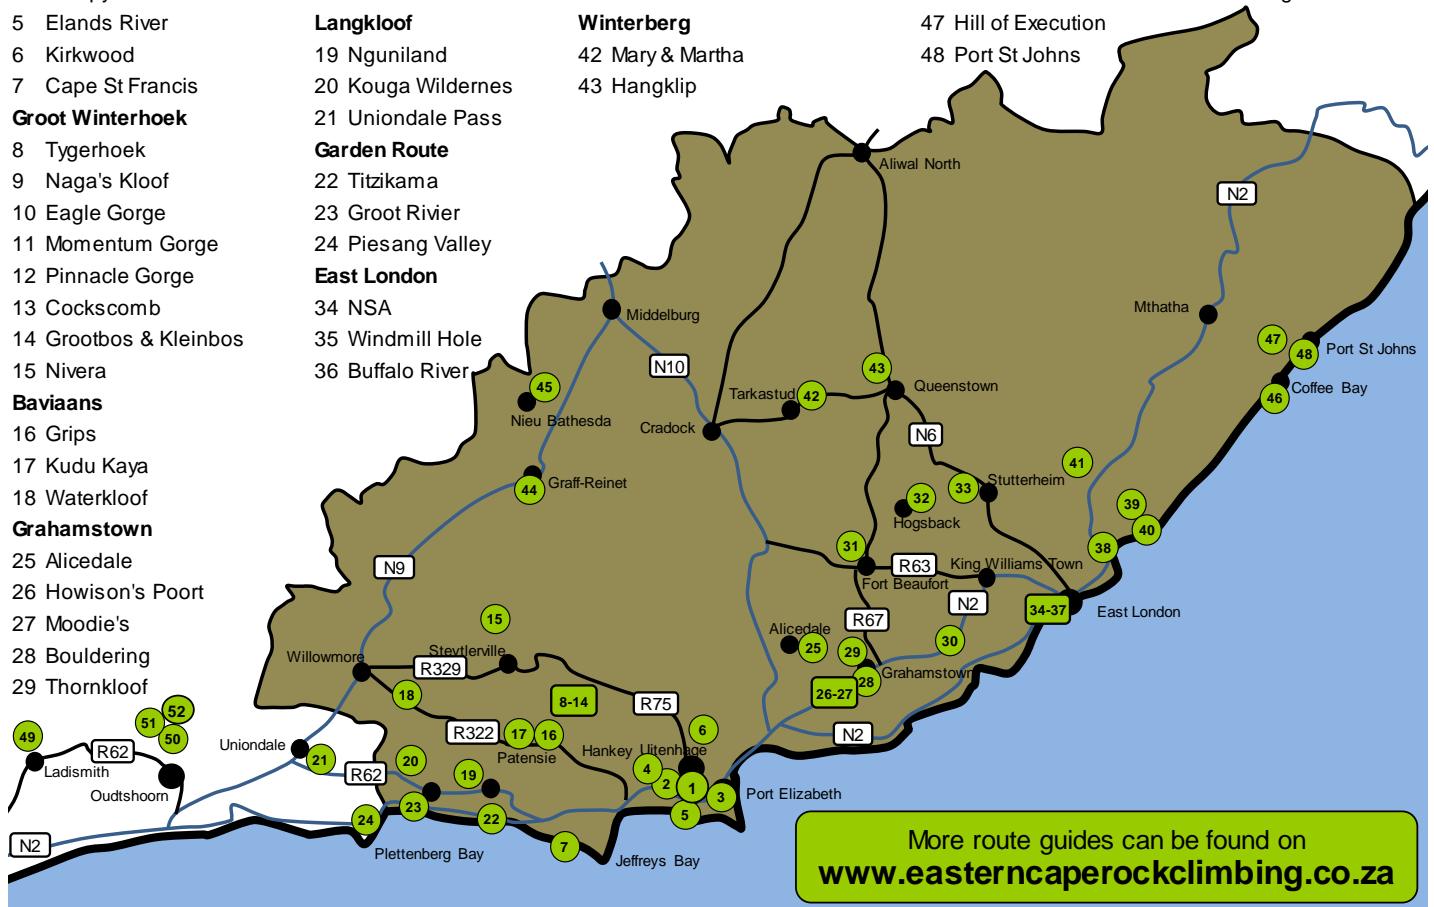 5 Elands River
6 Kirkwood
7 Cape St Francis
Groot Winterhoek
8 Tygerhoek
9 Naga's Kloof
10 Eagle Gorge
11 Momentum Gorge
12 Pinnacle Gorge
13 Cockscomb
14 Grootbos & Kleinbos
15 Nivera
Baviaans
16 Grips
17 Kudu Kaya
18 Waterkloof
Grahamstown
25 Alicedale
26 Howison's Poort
27 Moodie's
28 Bouldering
29 Thornkloof
Langkloof
19 Nguniland
20 Kouga Wildernes
21 Uniondale Pass
Garden Route
22 Titzikama
23 Groot Rivier
24 Piesang Valley
East London
34 NSA
35 Windmill Hole
36 Buffalo River
Winterberg
42 Mary & Martha
43 Hangklip
47 Hill of Execution
48 Port St Johns
Aliwal North
N2
Middelburg
Mthatha
47
48
Port St Johns
N10
43
45
Tarkastud
42
Queenstown
46
Coffee Bay
Nieu Bathesda
Cradock
N6
41
44
Graff-Reinet
32
33
Stutterheim
Hogsback
39
40
38
31
N9
R63
King Williams Town
Fort Beaufort
N2
34-37
East London
15
R67
Alicedale
25
29
30
Willowmore
Steytlerville
R329
28
Grahamstown
18
8-14
26-27
R75
52
51
50
49
R62
Ladismith
Oudtshoorn
Uniondale
21
R322
17
16
Patensie
6
N2
Hankey
Uitenhage
20
R62
19
4
2
1
3
Port Elizabeth
23
24
22
5
N2
Plettenberg Bay
7
Jeffreys Bay
More route guides can be found on
www.easterncaperockclimbing.co.za